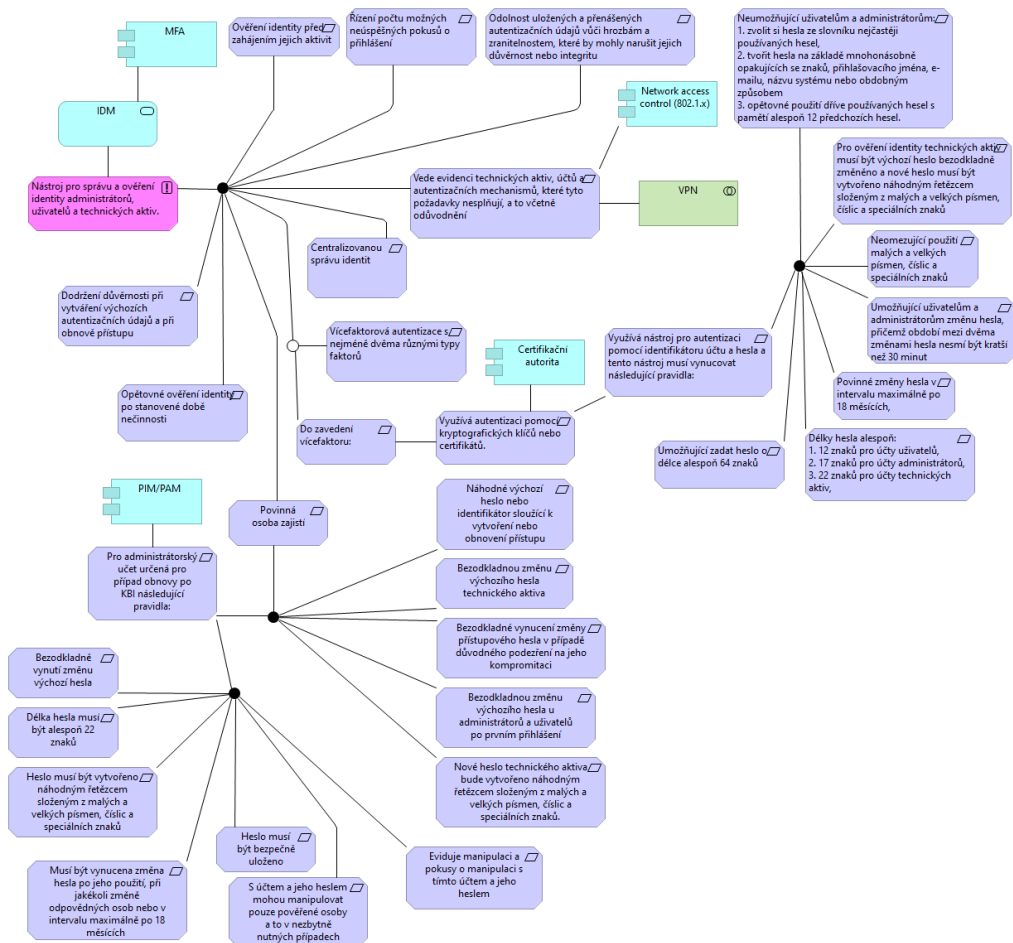 MFA
IDM
Nástroj pro správu a ověření
identity administrátorů,
uživatelů a technických aktiv.
Ověření identity před
zahájením jejich aktivit
Řízení počtu možných
neúspěšných pokusů o
přihlášení
Odolnost uložených a přenášených
autentizačních údajů vůči hrozbám a
zranitelnostem, které by mohly narušit jejich
důvěrnost nebo integritu
Network access
control (802.1.x)
Vede evidenci technických aktiv, účtů a
autentizačních mechanismů, které tyto
požadavky nesplňují, a to včetně
odůvodnění
VPN
Neumožňující uživatelům a administrátorům:
1. zvolit si hesla ze slovníku nejčastěji
používaných hesel,
2. tvořit hesla na základě mnohonásobně
opakujících se znaků, přihlašovacího jména, e-
mailu, názvu systému nebo obdobným
způsobem
3. opětovné použití dříve používaných hesel s
pamětí alespoň 12 předchozích hesel.
Pro ověření identity technických aktiv
musí být výchozí heslo bezodkladně
změněno a nové heslo musí být
vytvořeno náhodným řetězcem
složeným z malých a velkých písmen,
číslic a speciálních znaků
Neomezující použití
malých a velkých
písmen, číslic a
speciálních znaků
Umožňující uživatelům a
administrátorům změnu hesla,
přičemž období mezi dvěma
změnami hesla nesmí být kratší
než 30 minut
Povinné změny hesla v
intervalu maximálně po
18 měsících,
Délky hesla alespoň:
1. 12 znaků pro účty uživatelů,
2. 17 znaků pro účty administrátorů,
3. 22 znaků pro účty technických
aktiv,
Umožňující zadat heslo o
délce alespoň 64 znaků
Využívá nástroj pro autentizaci
pomocí identifikátoru účtu a hesla a
tento nástroj musí vynucovat
následující pravidla:
Certifikační
autorita
Využívá autentizaci pomocí
kryptografických klíčů nebo
certifikátů.
Do zavedení
vícefaktoru:
Vícefaktorová autentizace s
nejméně dvěma různými typy
faktorů
Centralizovanou
správu identit
Dodržení důvěrnosti při
vytváření výchozích
autentizačních údajů a při
obnově přístupu
Opětovné ověření identity
po stanovené době
nečinnosti
Povinná
osoba zajistí
PIM/PAM
Pro administrátorský
učet určená pro
případ obnovy po
KBI následující
pravidla:
Náhodné výchozí
heslo nebo
identifikátor sloužící k
vytvoření nebo
obnovení přístupu
Bezodkladnou změnu
výchozího hesla
technického aktiva
Bezodkladné vynucení změny
přístupového hesla v případě
důvodného podezření na jeho
kompromitaci
Bezodkladnou změnu
výchozího hesla u
administrátorů a uživatelů
po prvním přihlášení
Nové heslo technického aktiva
bude vytvořeno náhodným
řetězcem složeným z malých a
velkých písmen, číslic a
speciálních znaků.
Bezodkladné
vynutí změnu
výchozí hesla
Délka hesla musí
být alespoň 22
znaků
Heslo musí být vytvořeno
náhodným řetězcem
složeným z malých a
velkých písmen, číslic a
speciálních znaků
Musí být vynucena změna
hesla po jeho použití, při
jakékoli změně
odpovědných osob nebo v
intervalu maximálně po 18
měsících
Heslo musí
být bezpečně
uloženo
S účtem a jeho heslem
mohou manipulovat
pouze pověřené osoby
a to v nezbytně
nutných případech
Eviduje manipulaci a
pokusy o manipulaci s
tímto účtem a jeho
heslem